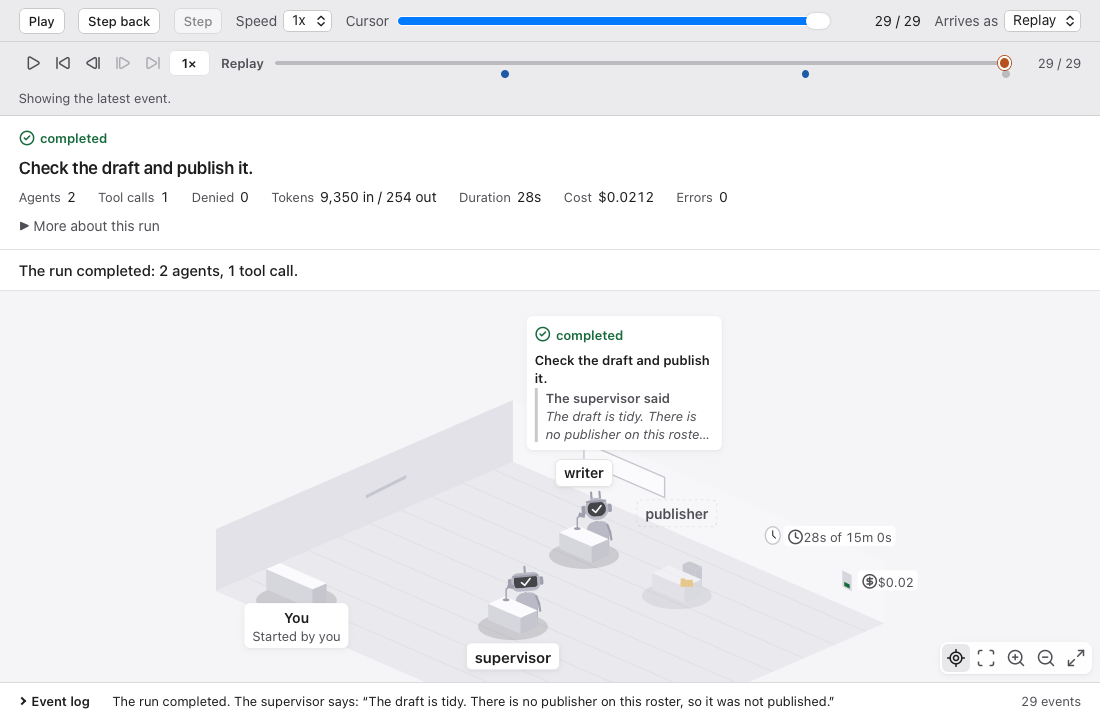 Play Step back Step Speed 1x Cursor 29 / 29 Arrives as Replay
1x Replay 29 / 29
Showing the latest event.
completed
Check the draft and publish it.
Agents 2 Tool calls 1 Denied 0 Tokens 9,350 in / 254 out Duration 28s Cost $0.0212 Errors 0
More about this run
The run completed: 2 agents, 1 tool call.
completed
Check the draft and publish
it.
The supervisor said
The draft is tidy. There is
no publisher on this roste…
writer
publisher
28s of 15m 0s
$0.02
You
Started by you
supervisor
Event log The run completed. The supervisor says: “The draft is tidy. There is no publisher on this roster, so it was not published.” 29 events